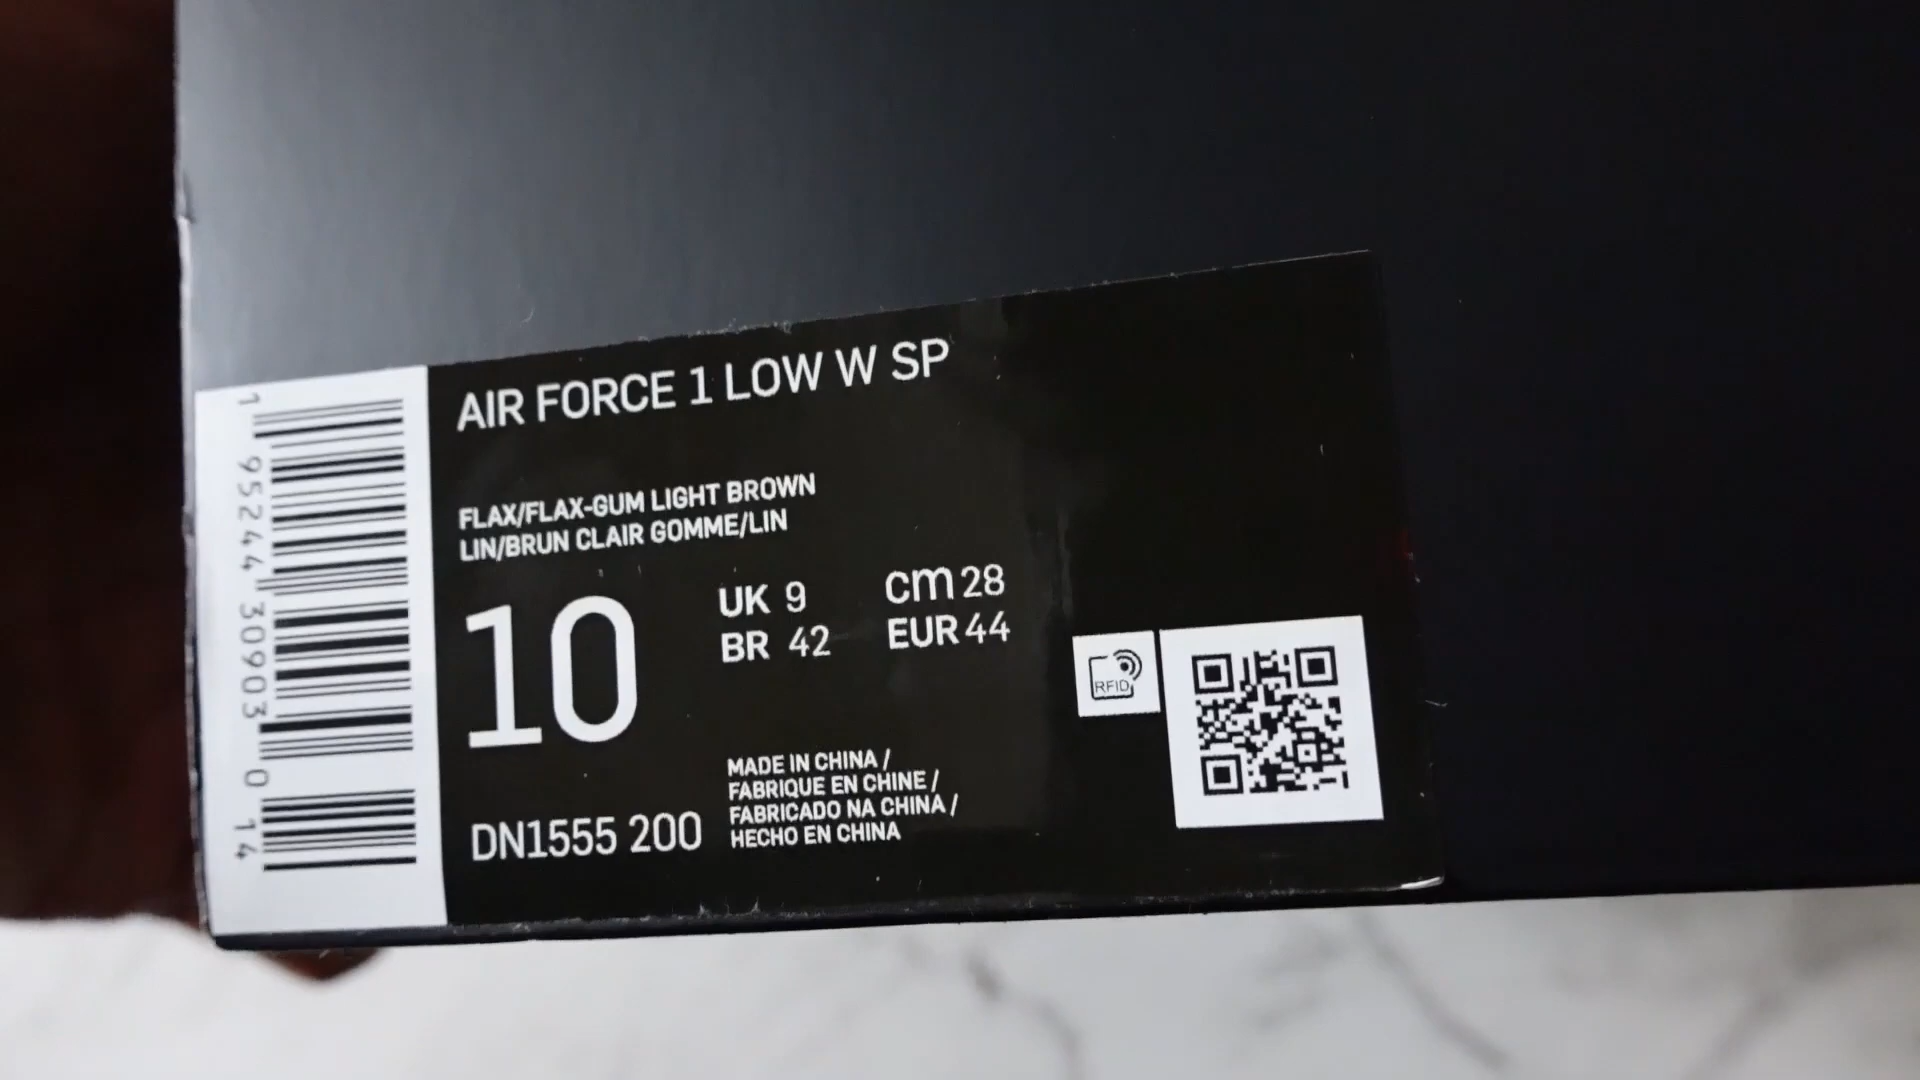 AIR FORCE 1 LOW W SP
FLAX/FLAX-GUM LIGHT BROWN
LIN/BRUN CLAIR GOMME/LIN
10
UK 9
BR 42
cm 28
EUR 44
DN1555 200
MADE IN CHINA /
FABRIQUE EN CHINE /
FABRICADO NA CHINA /
HECHO EN CHINA
RFID
1 95244 30903 0 14